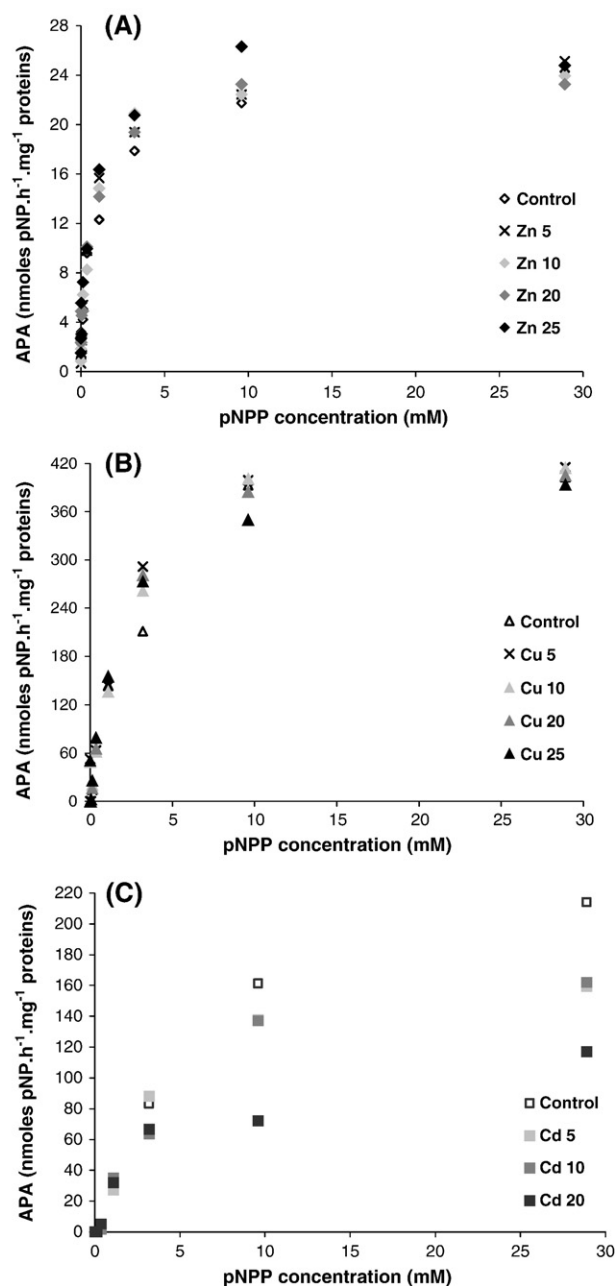 (A)
APA (nmoles pNP.h⁻¹.mg⁻¹ proteins)
28
24
20
16
12
8
4
0
0 5 10 15 20 25 30
pNPP concentration (mM)
Control
Zn 5
Zn 10
Zn 20
Zn 25
(B)
APA (nmoles pNP.h⁻¹.mg⁻¹ proteins)
420
360
300
240
180
120
60
0
0 5 10 15 20 25 30
pNPP concentration (mM)
Control
Cu 5
Cu 10
Cu 20
Cu 25
(C)
APA (nmoles pNP.h⁻¹.mg⁻¹ proteins)
220
200
180
160
140
120
100
80
60
40
20
0
0 5 10 15 20 25 30
pNPP concentration (mM)
Control
Cd 5
Cd 10
Cd 20